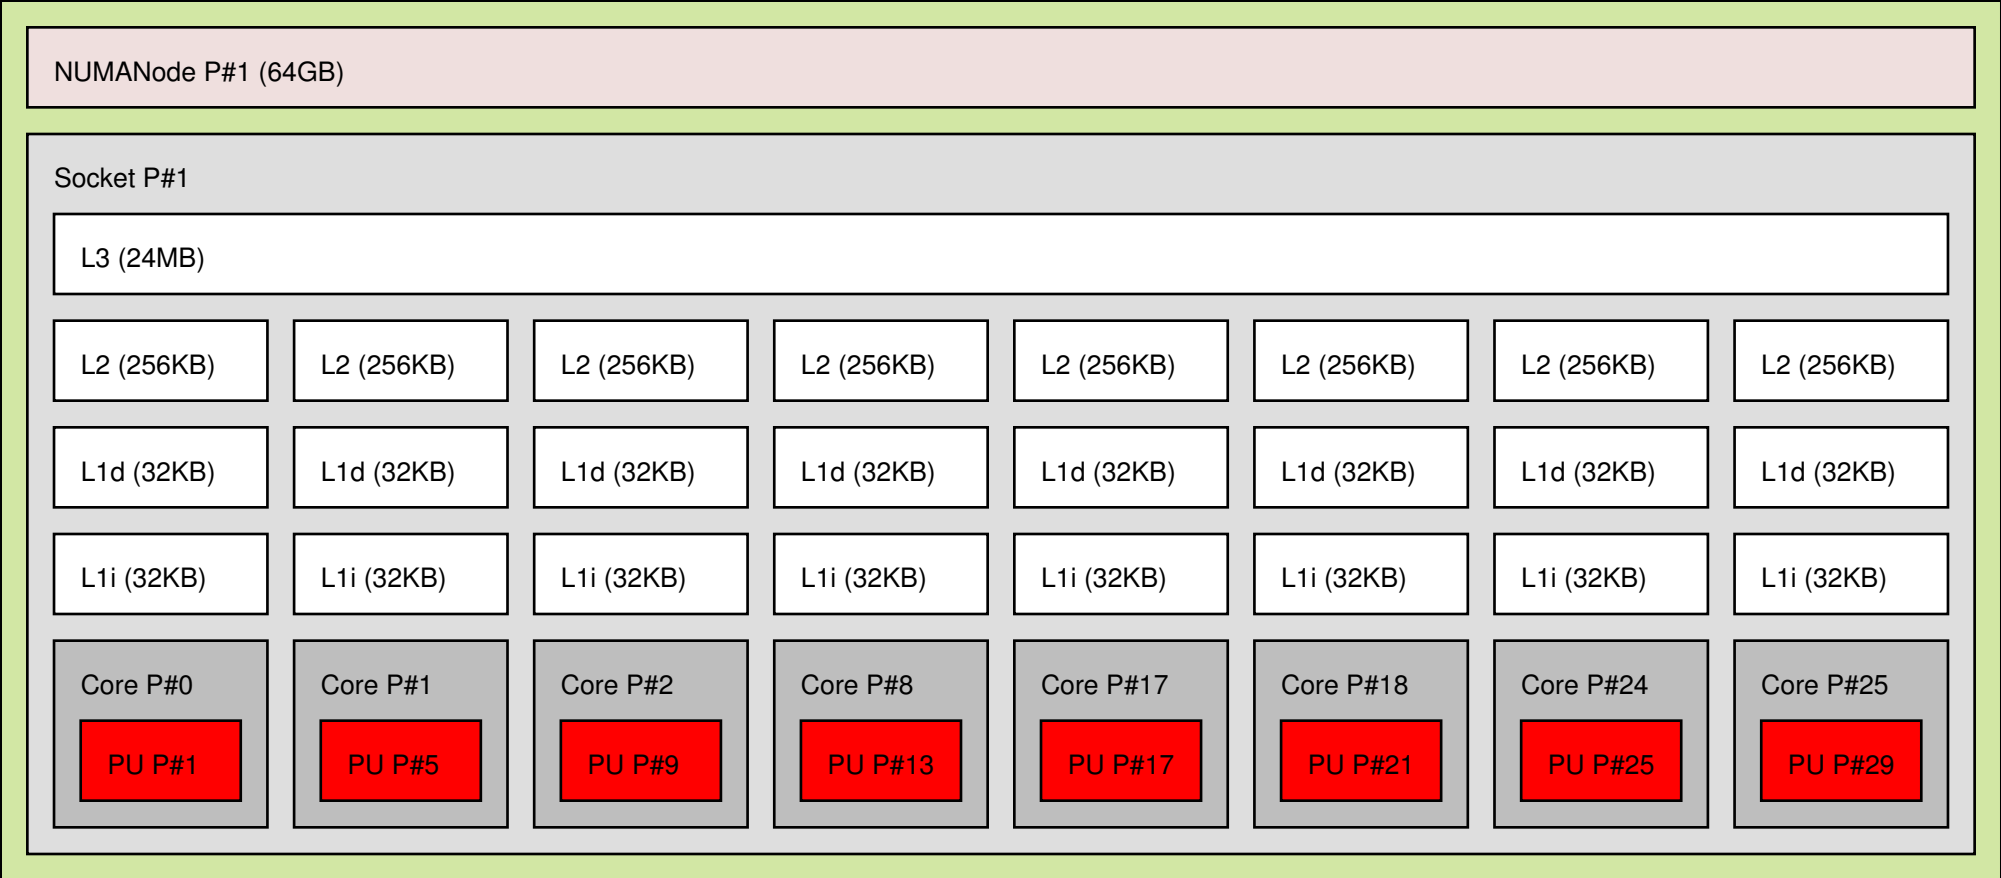 NUMANode P#1 (64GB)
Socket P#1
L3 (24MB)
L2 (256KB) L2 (256KB) L2 (256KB) L2 (256KB) L2 (256KB) L2 (256KB) L2 (256KB) L2 (256KB)
L1d (32KB) L1d (32KB) L1d (32KB) L1d (32KB) L1d (32KB) L1d (32KB) L1d (32KB) L1d (32KB)
L1i (32KB) L1i (32KB) L1i (32KB) L1i (32KB) L1i (32KB) L1i (32KB) L1i (32KB) L1i (32KB)
Core P#0 Core P#1 Core P#2 Core P#8 Core P#17 Core P#18 Core P#24 Core P#25
PU P#1 PU P#5 PU P#9 PU P#13 PU P#17 PU P#21 PU P#25 PU P#29